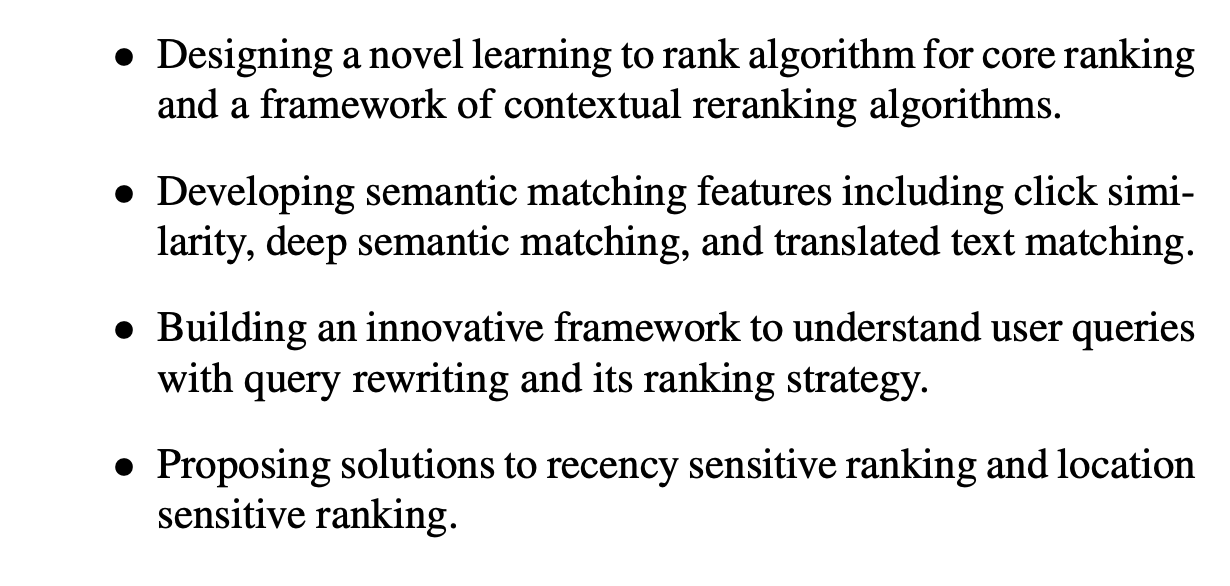 • Designing a novel learning to rank algorithm for core ranking
and a framework of contextual reranking algorithms.
• Developing semantic matching features including click simi-
larity, deep semantic matching, and translated text matching.
• Building an innovative framework to understand user queries
with query rewriting and its ranking strategy.
• Proposing solutions to recency sensitive ranking and location
sensitive ranking.